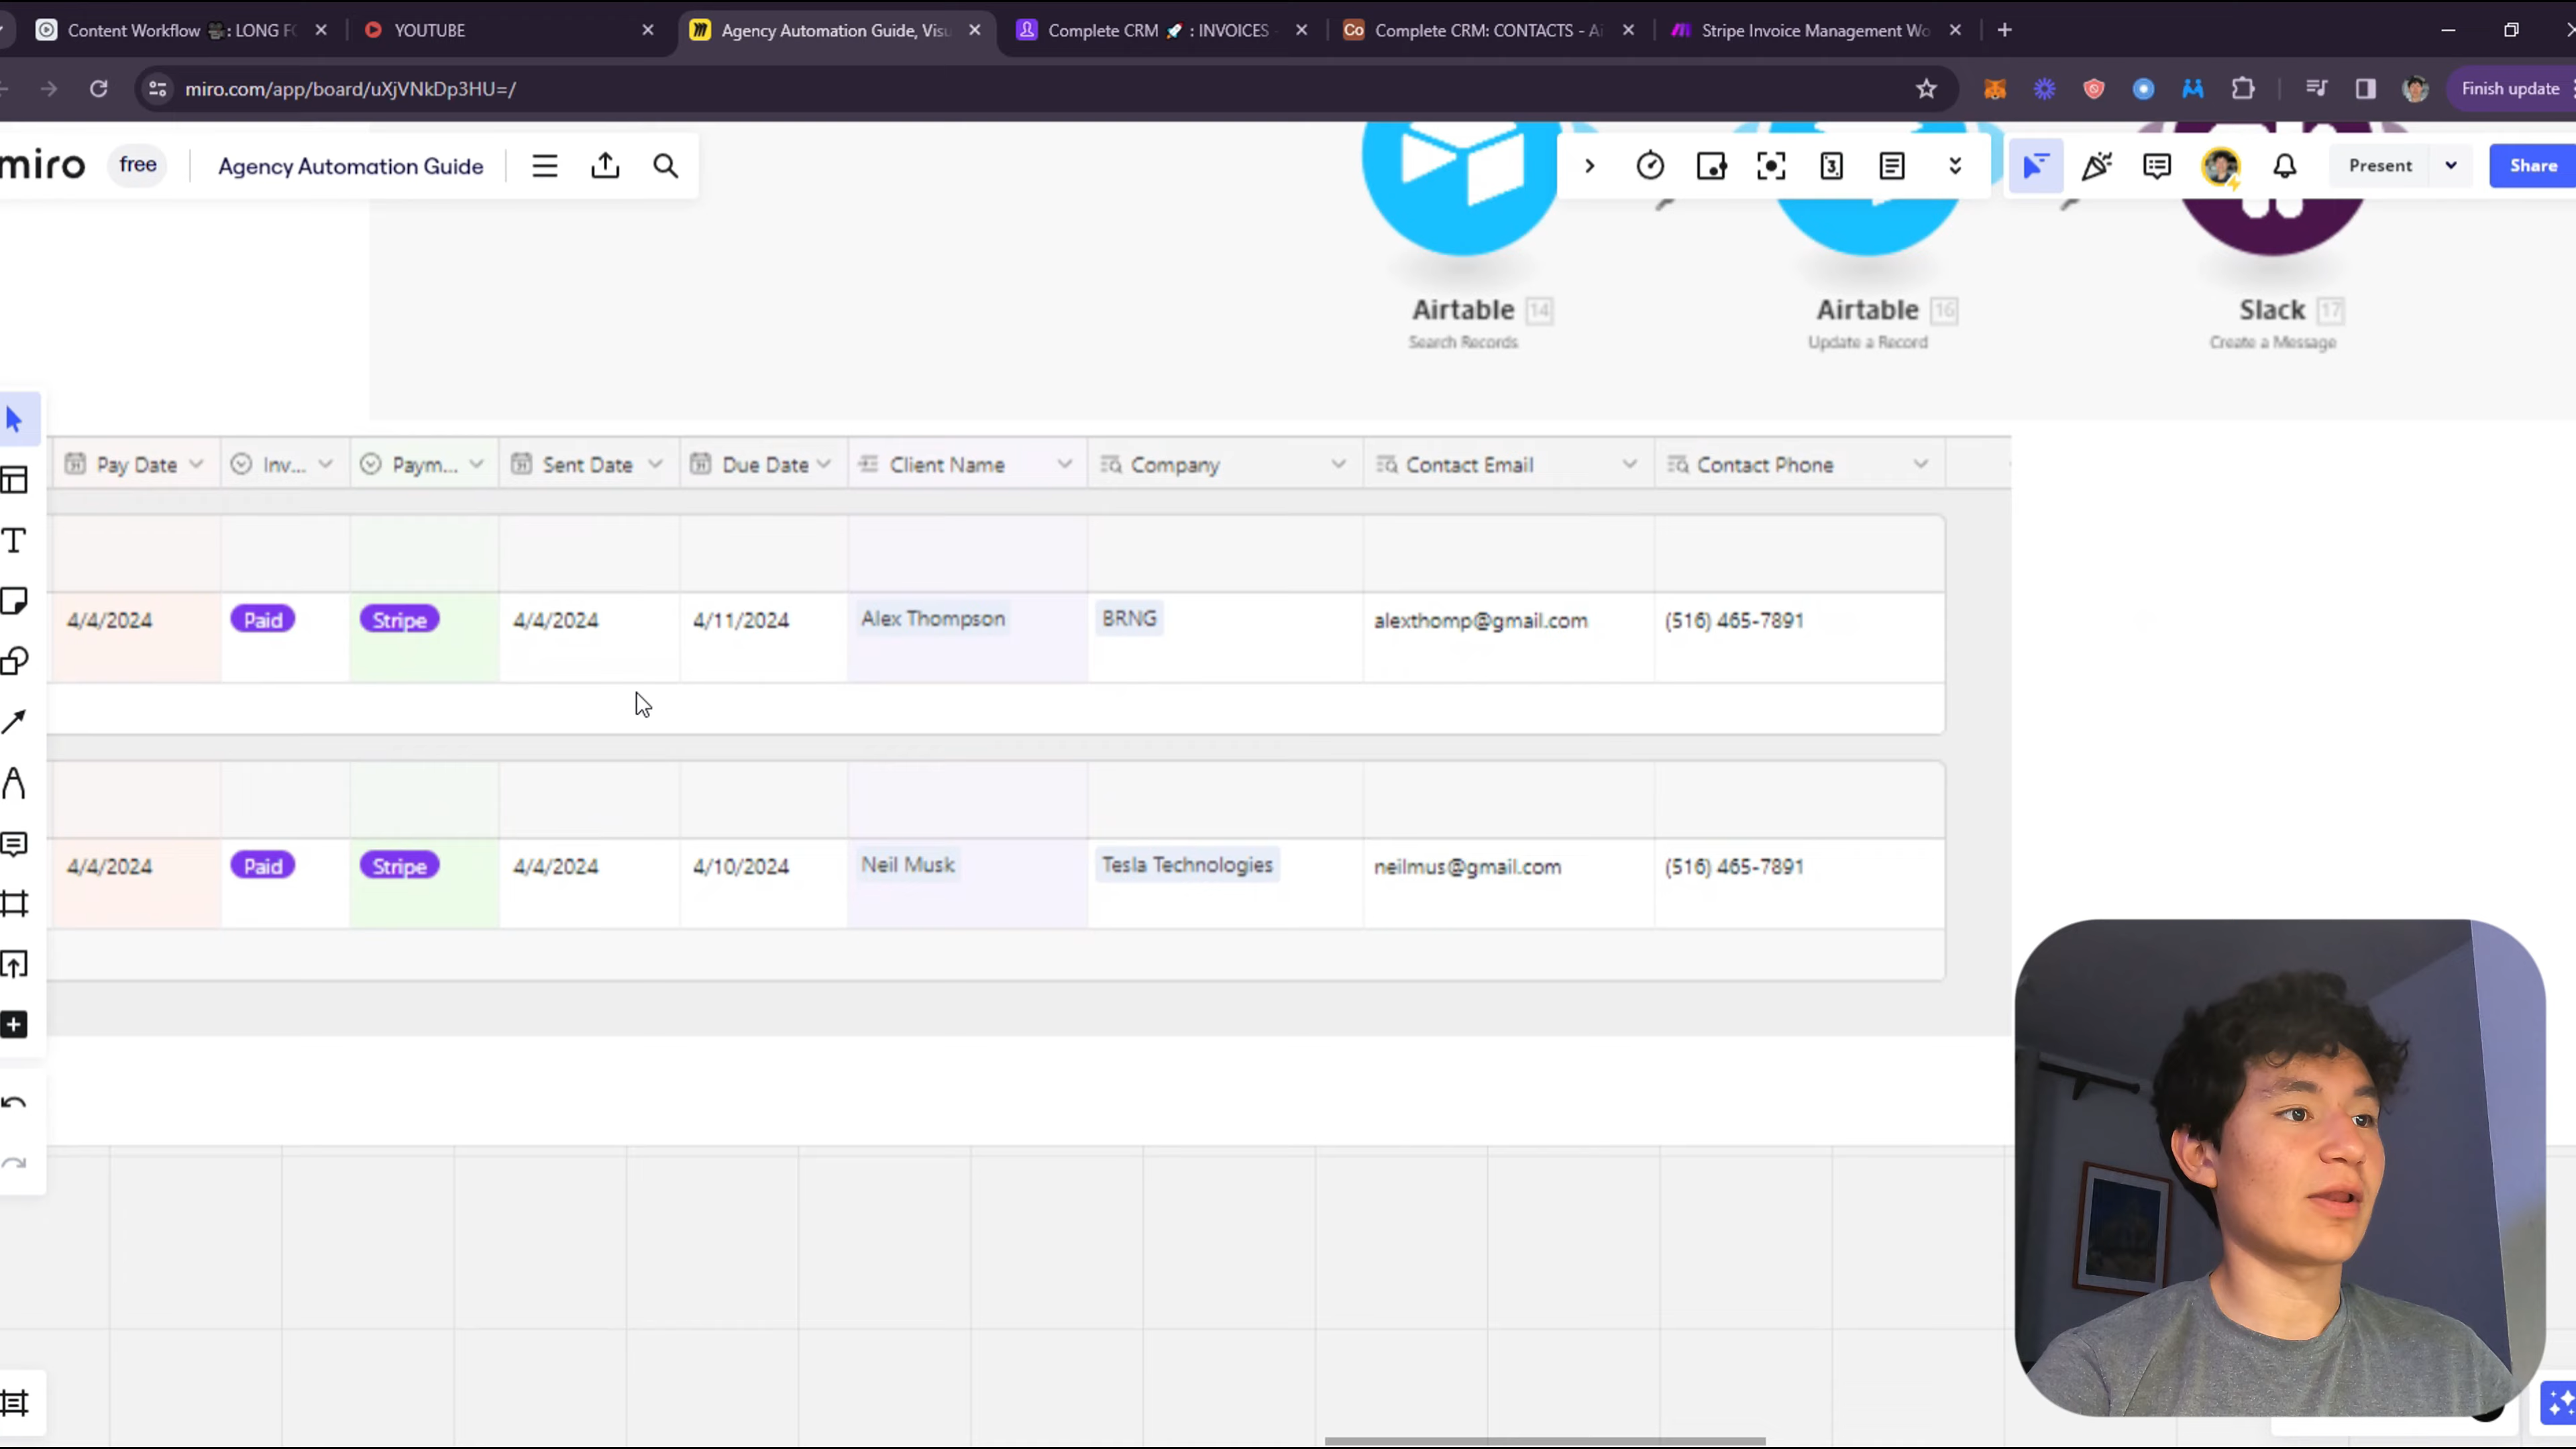 Content Workflow 🎥: LONG FO
YOUTUBE
Agency Automation Guide, Visu
Complete CRM 🚀 : INVOICES -
Complete CRM: CONTACTS - Ai
Stripe Invoice Management Wo
miro.com/app/board/uXjVNkDp3HU=/
Finish update
miro
free
Agency Automation Guide
3
Present
Share
Airtable 14
Search Records
Airtable 16
Update a Record
Slack 17
Create a Message
Pay Date Inv... Paym... Sent Date Due Date Client Name Company Contact Email Contact Phone
4/4/2024 Paid Stripe 4/4/2024 4/11/2024 Alex Thompson BRNG alexthomp@gmail.com (516) 465-7891
4/4/2024 Paid Stripe 4/4/2024 4/10/2024 Neil Musk Tesla Technologies neilmus@gmail.com (516) 465-7891